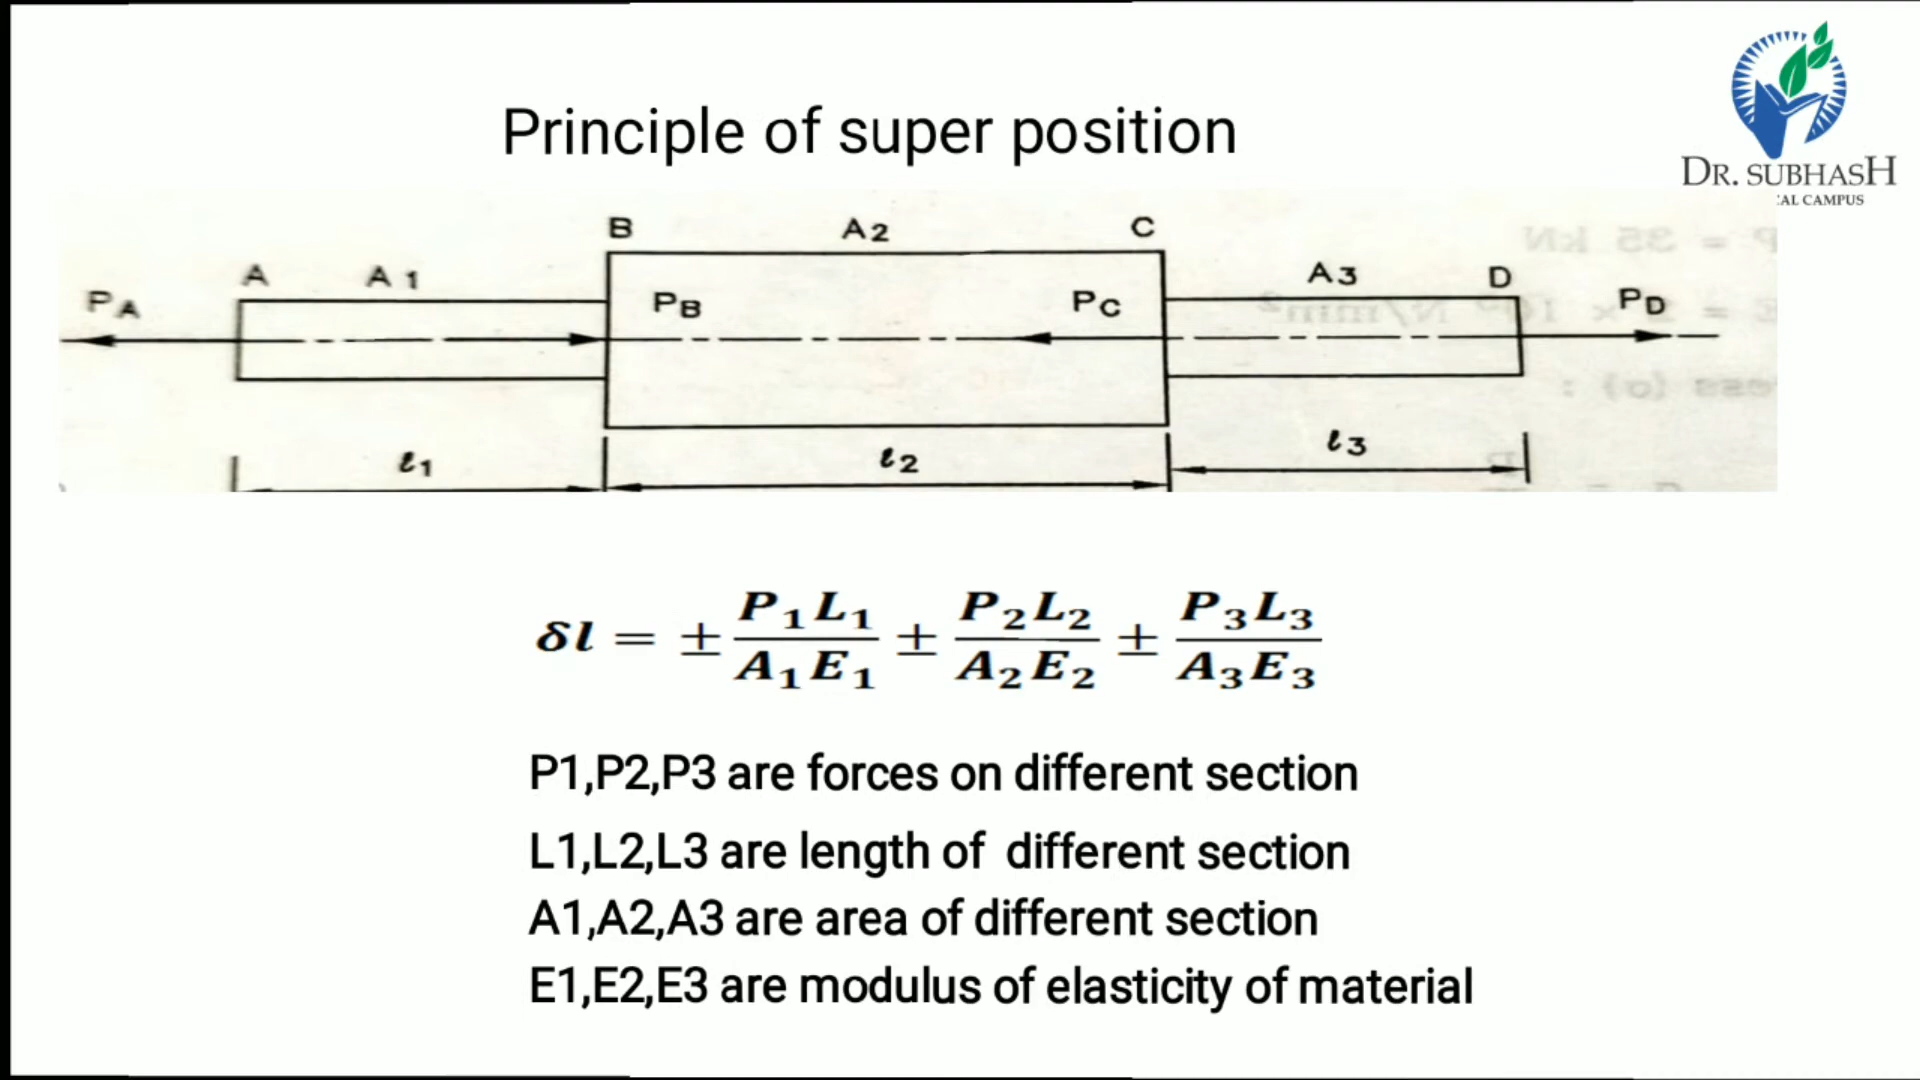 Principle of super position
DR. SUBHASH
CAL CAMPUS
B A2 C
A A1 A3 D
PA PB PC PD
l1 l2 l3
δl = ± P1L1/A1E1 ± P2L2/A2E2 ± P3L3/A3E3
P1,P2,P3 are forces on different section
L1,L2,L3 are length of different section
A1,A2,A3 are area of different section
E1,E2,E3 are modulus of elasticity of material